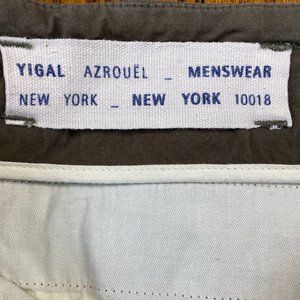 YIGAL AZROUËL _ MENSWEAR
NEW YORK _ NEW YORK 10018